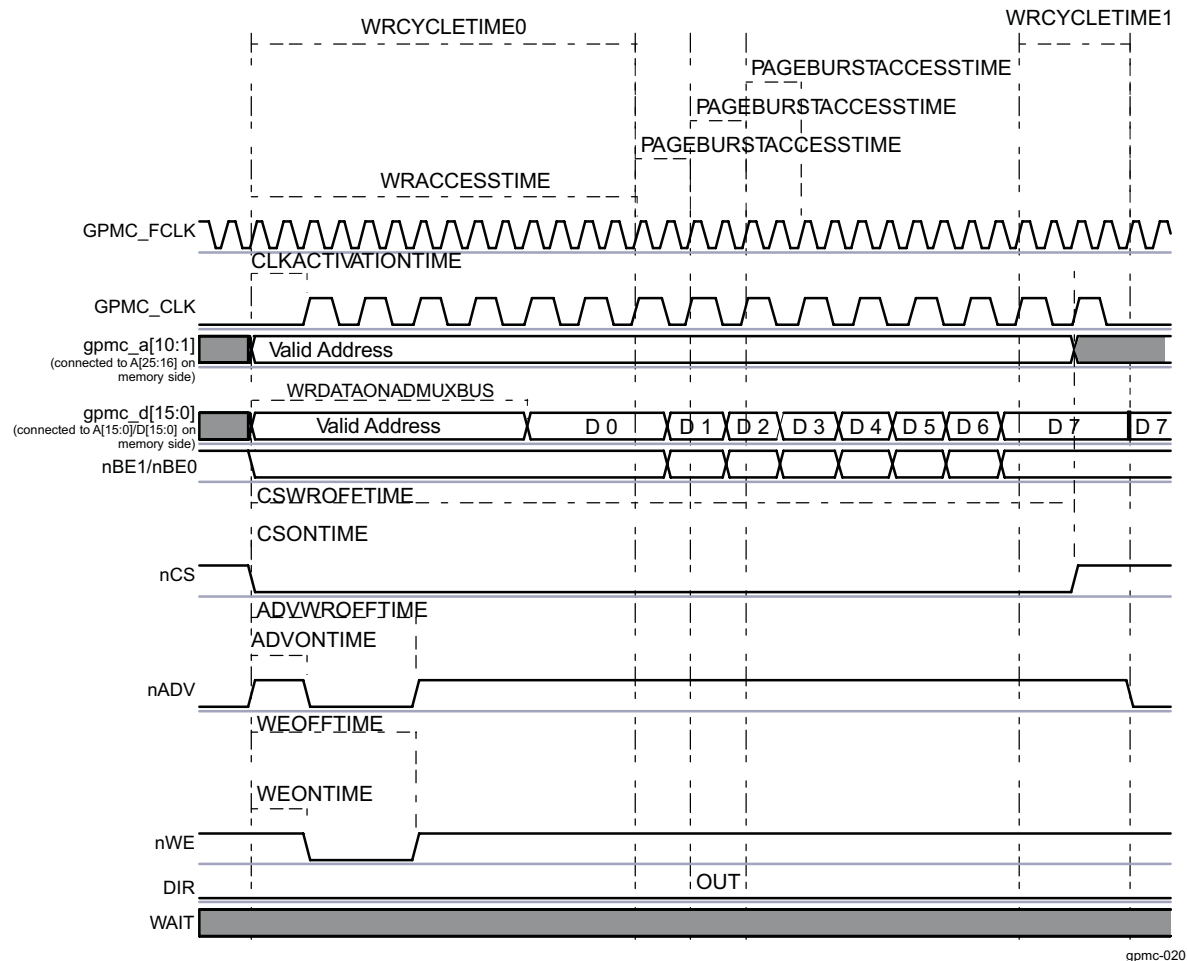 WRCYCLETIME1
WRCYCLETIME0
PAGEBURSTACCESSTIME
PAGEBURSTACCESSTIME
PAGEBURSTACCESSTIME
WRACCESSTIME
GPMC_FCLK
CLKACTIVATIONTIME
GPMC_CLK
gpmc_a[10:1]
Valid Address
(connected to A[25:16] on
memory side)
WRDATAONADMUXBUS
gpmc_d[15:0]
Valid Address D 0 D 1 D 2 D 3 D 4 D 5 D 6 D 7 D 7
(connected to A[15:0]/D[15:0] on
memory side)
nBE1/nBE0
CSWROFFTIME
CSONTIME
nCS
ADVWROFFTIME
ADVONTIME
nADV
WEOFFTIME
WEONTIME
nWE
OUT
DIR
WAIT
gpmc-020